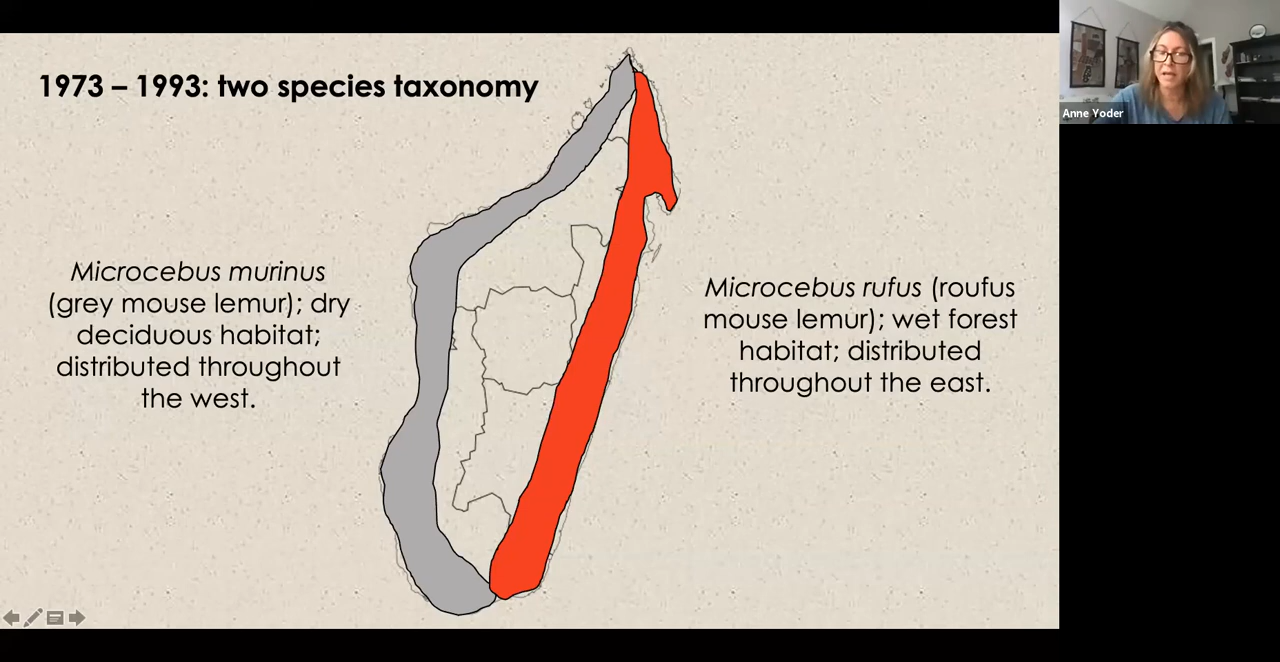 1973 – 1993: two species taxonomy
Microcebus murinus
(grey mouse lemur); dry
deciduous habitat;
distributed throughout
the west.
Microcebus rufus (roufus
mouse lemur); wet forest
habitat; distributed
throughout the east.
Anne Yoder